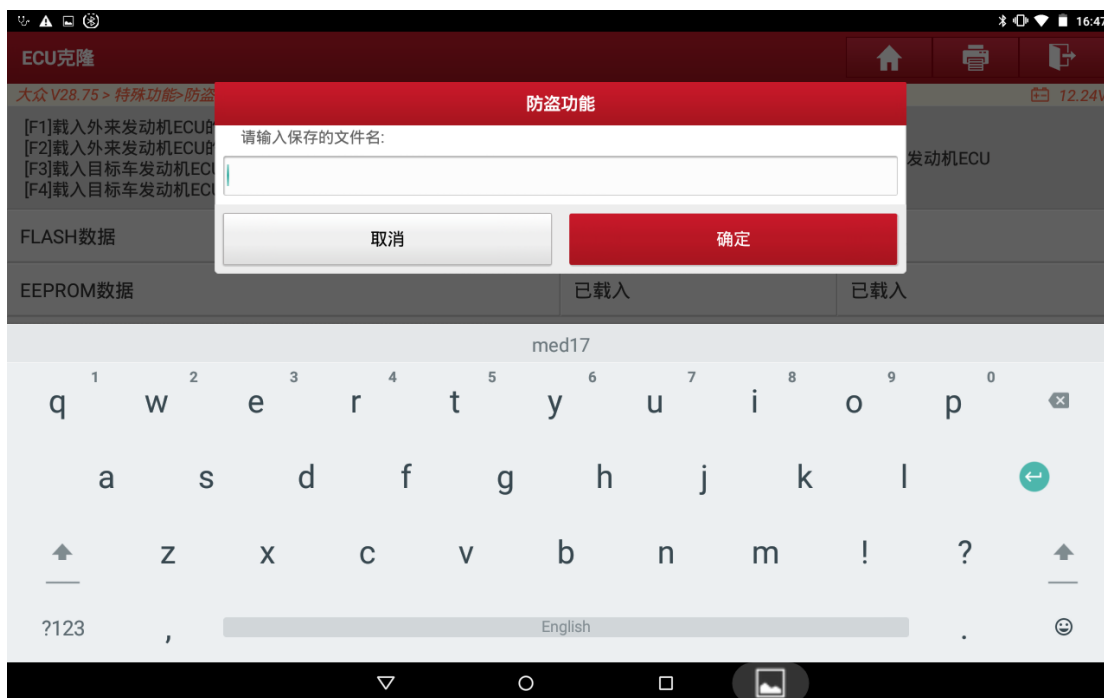 16:47
ECU克隆
大众 V28.75 > 特殊功能>防盗
12.24V
防盗功能
[F1]载入外来发动机ECU的
[F2]载入外来发动机ECU的
[F3]载入目标车发动机ECU
[F4]载入目标车发动机ECU
发动机ECU
请输入保存的文件名:
取消
确定
FLASH数据
EEPROM数据 已载入 已载入
med17
1 2 3 4 5 6 7 8 9 0
q w e r t y u i o p
a s d f g h j k l
z x c v b n m ! ?
?123 , English .